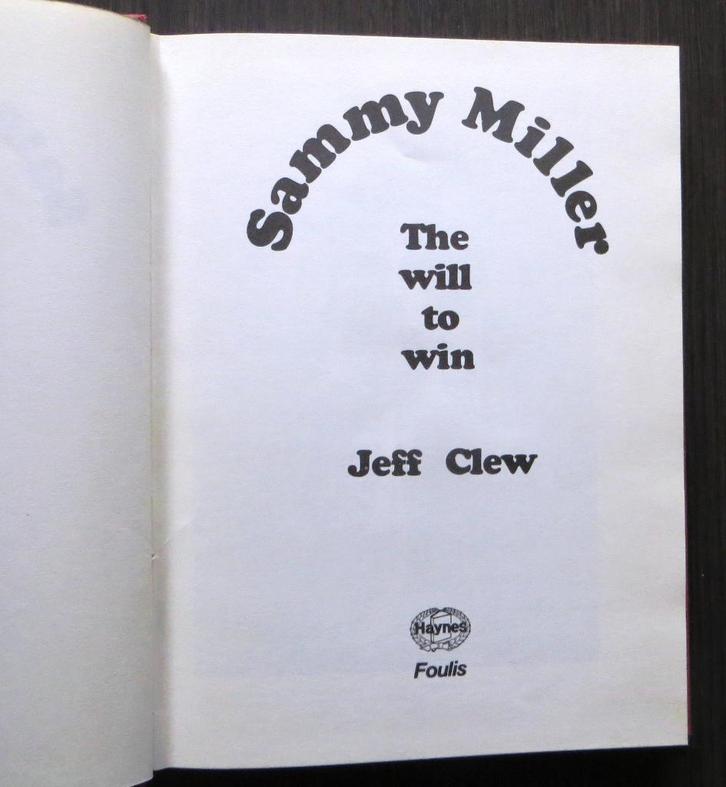 Sammy Miller
The
will
to
win
Jeff Clew
Haynes
Foulis